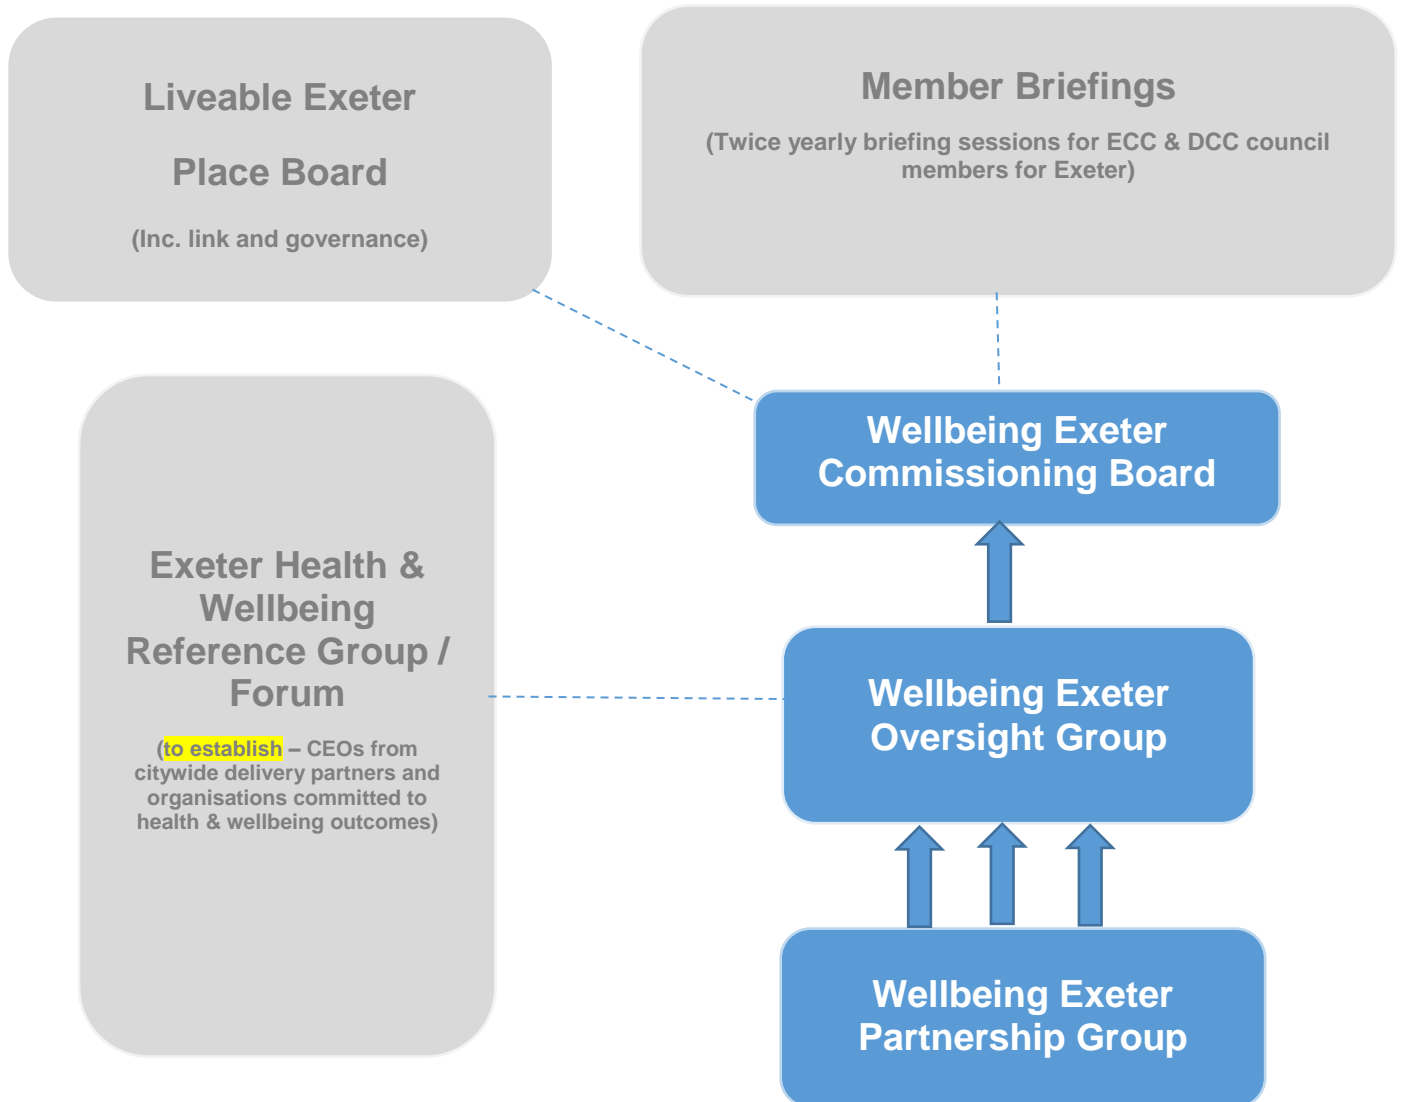 Liveable Exeter
Place Board
(Inc. link and governance)
Member Briefings
(Twice yearly briefing sessions for ECC & DCC council
members for Exeter)
Wellbeing Exeter
Commissioning Board
Exeter Health &
Wellbeing
Reference Group /
Forum
(to establish – CEOs from
citywide delivery partners and
organisations committed to
health & wellbeing outcomes)
Wellbeing Exeter
Oversight Group
Wellbeing Exeter
Partnership Group